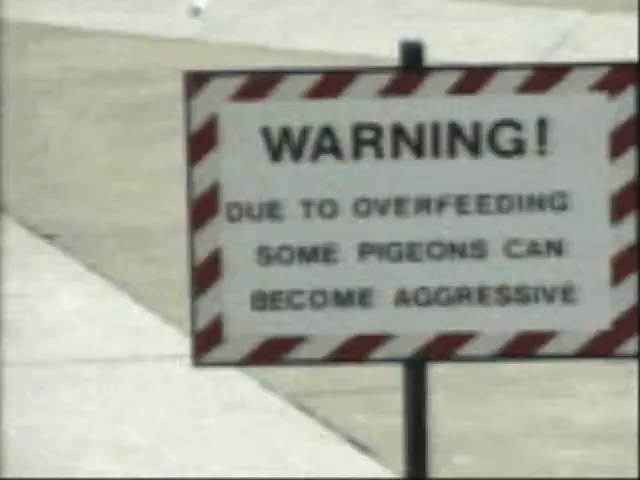 WARNING!
DUE TO OVERFEEDING
SOME PIGEONS CAN
BECOME AGGRESSIVE